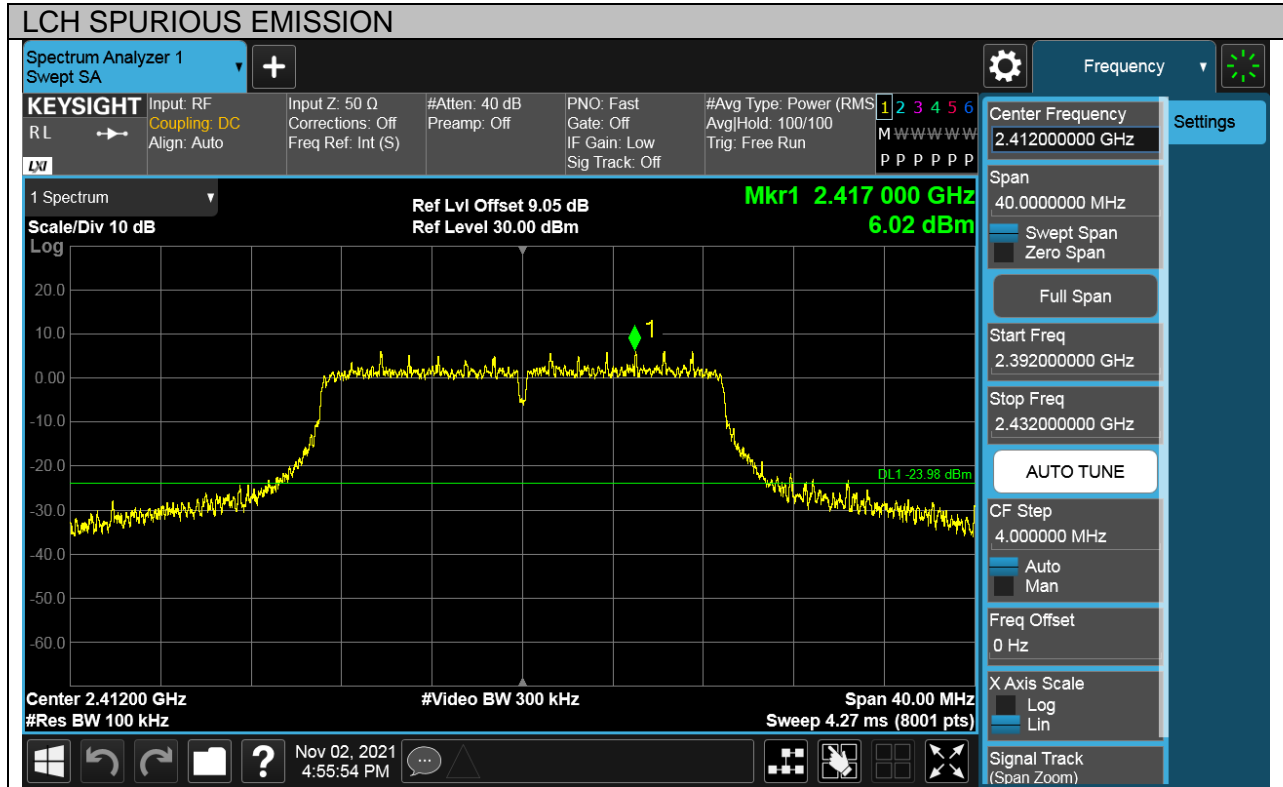 LCH SPURIOUS EMISSION
Spectrum Analyzer 1
Swept SA
Frequency
KEYSIGHT
R L
LXI
Input: RF
Coupling: DC
Align: Auto
Input Z: 50 Ω
Corrections: Off
Freq Ref: Int (S)
#Atten: 40 dB
Preamp: Off
PNO: Fast
Gate: Off
IF Gain: Low
Sig Track: Off
#Avg Type: Power (RMS
Avg|Hold: 100/100
Trig: Free Run
1 2 3 4 5 6
M W W W W W
P P P P P P
1 Spectrum
Scale/Div 10 dB
Ref Lvl Offset 9.05 dB
Ref Level 30.00 dBm
Mkr1 2.417 000 GHz
6.02 dBm
Log
20.0
10.0
0.00
-10.0
-20.0
-30.0
-40.0
-50.0
-60.0
1
DL1 -23.98 dBm
Center 2.41200 GHz
#Res BW 100 kHz
#Video BW 300 kHz
Span 40.00 MHz
Sweep 4.27 ms (8001 pts)
Center Frequency
2.412000000 GHz
Settings
Span
40.0000000 MHz
Swept Span
Zero Span
Full Span
Start Freq
2.392000000 GHz
Stop Freq
2.432000000 GHz
AUTO TUNE
CF Step
4.000000 MHz
Auto
Man
Freq Offset
0 Hz
X Axis Scale
Log
Lin
Signal Track
(Span Zoom)
?
Nov 02, 2021
4:55:54 PM